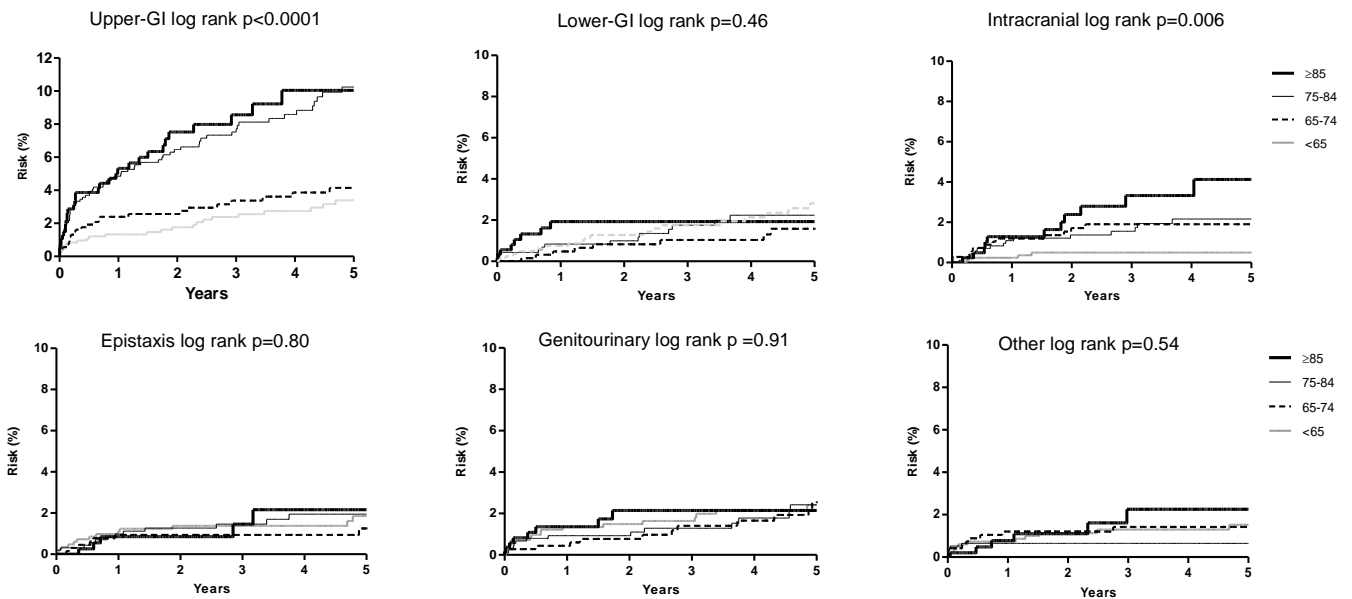 Upper-GI log rank p<0.0001
Risk (%)
12
10
8
6
4
2
0
0 1 2 3 4 5
Years
Lower-GI log rank p=0.46
Risk (%)
10
8
6
4
2
0
0 1 2 3 4 5
Years
Intracranial log rank p=0.006
Risk (%)
10
8
6
4
2
0
0 1 2 3 4 5
Years
≥85
75-84
65-74
<65
Epistaxis log rank p=0.80
Risk (%)
10
8
6
4
2
0
0 1 2 3 4 5
Years
Genitourinary log rank p =0.91
Risk (%)
10
8
6
4
2
0
0 1 2 3 4 5
Years
Other log rank p=0.54
Risk (%)
10
8
6
4
2
0
0 1 2 3 4 5
Years
≥85
75-84
65-74
<65